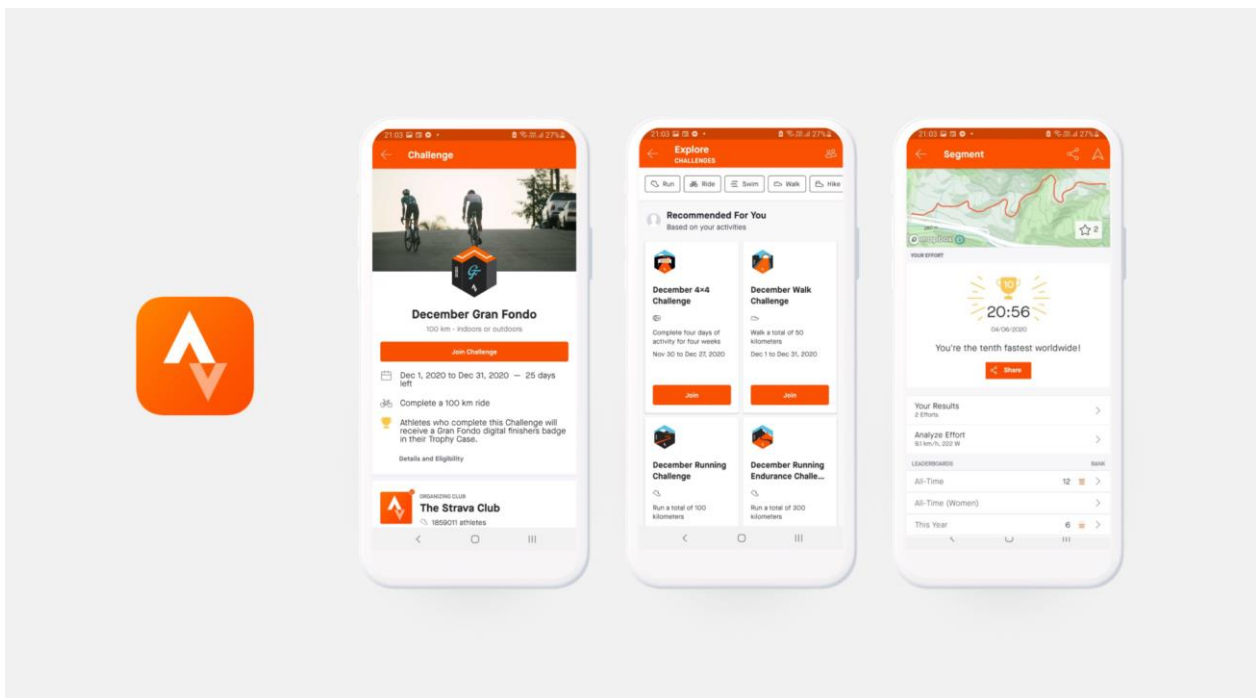 21:03
27%
Challenge
December Gran Fondo
100 km - Indoors or outdoors
Join Challenge
Dec 1, 2020 to Dec 31, 2020 — 25 days
left
Complete a 100 km ride
Athletes who complete this Challenge will
receive a Gran Fondo digital finishers badge
in their Trophy Case.
Details and Eligibility
ORGANIZING CLUB
The Strava Club
1859011 athletes
21:03
27%
Explore
CHALLENGES
Run
Ride
Swim
Walk
Hike
Recommended For You
Based on your activities
December 4×4
Challenge
Complete four days of
activity for four weeks
Nov 30 to Dec 27, 2020
Join
December Walk
Challenge
Walk a total of 50
kilometers
Dec 1 to Dec 31, 2020
Join
December Running
Challenge
Run a total of 100
kilometers
December Running
Endurance Challe...
Run a total of 300
kilometers
21:03
27%
Segment
mapbox
2
YOUR EFFORT
10
20:56
04/06/2020
You're the tenth fastest worldwide!
Share
Your Results
2 Efforts
Analyze Effort
9.1 km/h, 222 W
LEADERBOARDS
RANK
All-Time
12
All-Time (Women)
This Year
6